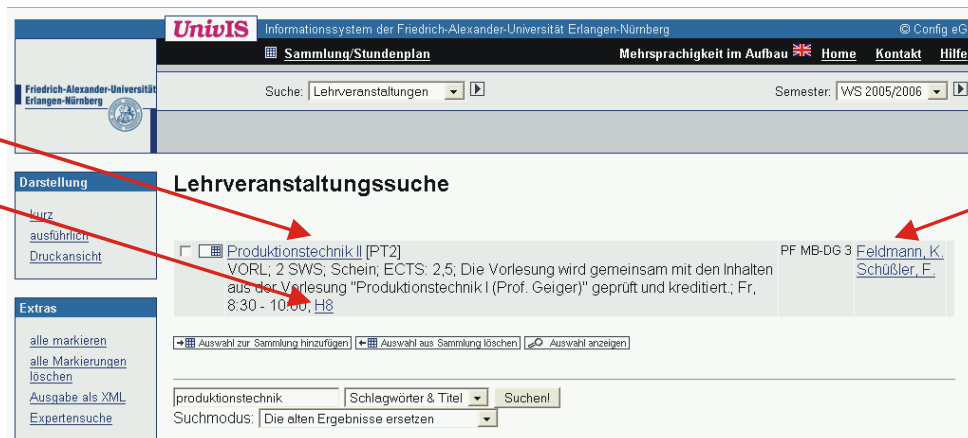 UnivIS Informationssystem der Friedrich-Alexander-Universität Erlangen-Nürnberg © Config eG
Sammlung/Stundenplan Mehrsprachigkeit im Aufbau Home Kontakt Hilfe
Friedrich-Alexander-Universität
Erlangen-Nürnberg
Suche: Lehrveranstaltungen Semester: WS 2005/2006
Darstellung
kurz
ausführlich
Druckansicht
Extras
alle markieren
alle Markierungen
löschen
Ausgabe als XML
Expertensuche
Lehrveranstaltungssuche
Produktionstechnik II [PT2] PF MB-DG 3 Feldmann, K.
VORL; 2 SWS; Schein; ECTS: 2,5; Die Vorlesung wird gemeinsam mit den Inhalten Schüßler, F.
aus der Vorlesung "Produktionstechnik I (Prof. Geiger)" geprüft und kreditiert.; Fr,
8:30 - 10:00, H8
Auswahl zur Sammlung hinzufügen Auswahl aus Sammlung löschen Auswahl anzeigen
produktionstechnik Schlagwörter & Titel Suchen!
Suchmodus: Die alten Ergebnisse ersetzen